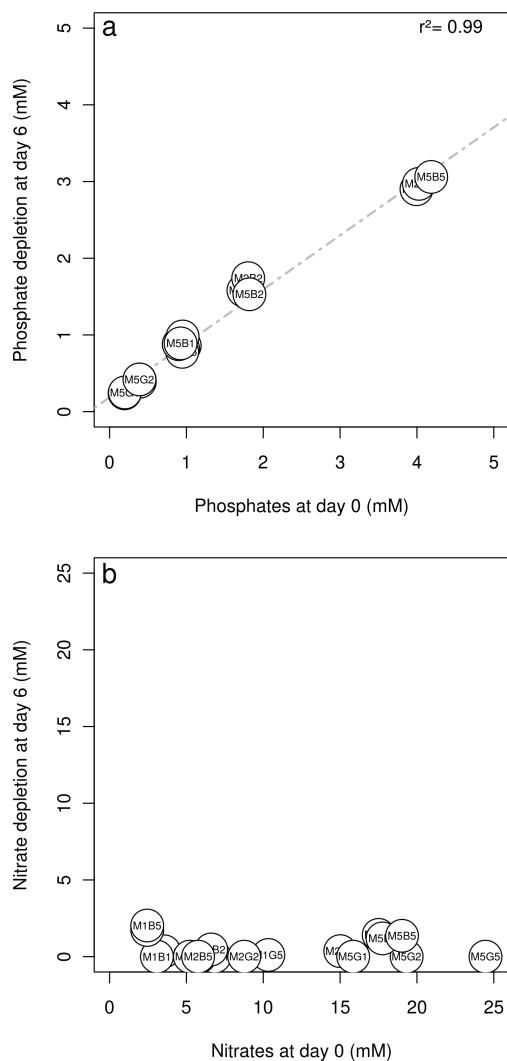 a
r²= 0.99
5
4
3
2
1
0
Phosphate depletion at day 6 (mM)
M5B5
M5B2
M5B1
M5G2
0 1 2 3 4 5
Phosphates at day 0 (mM)
b
25
20
15
10
5
0
Nitrate depletion at day 6 (mM)
M1B5
M5B5
M1B1
M2B5
M2G2
M5G1
M5G2
M5G5
0 5 10 15 20 25
Nitrates at day 0 (mM)